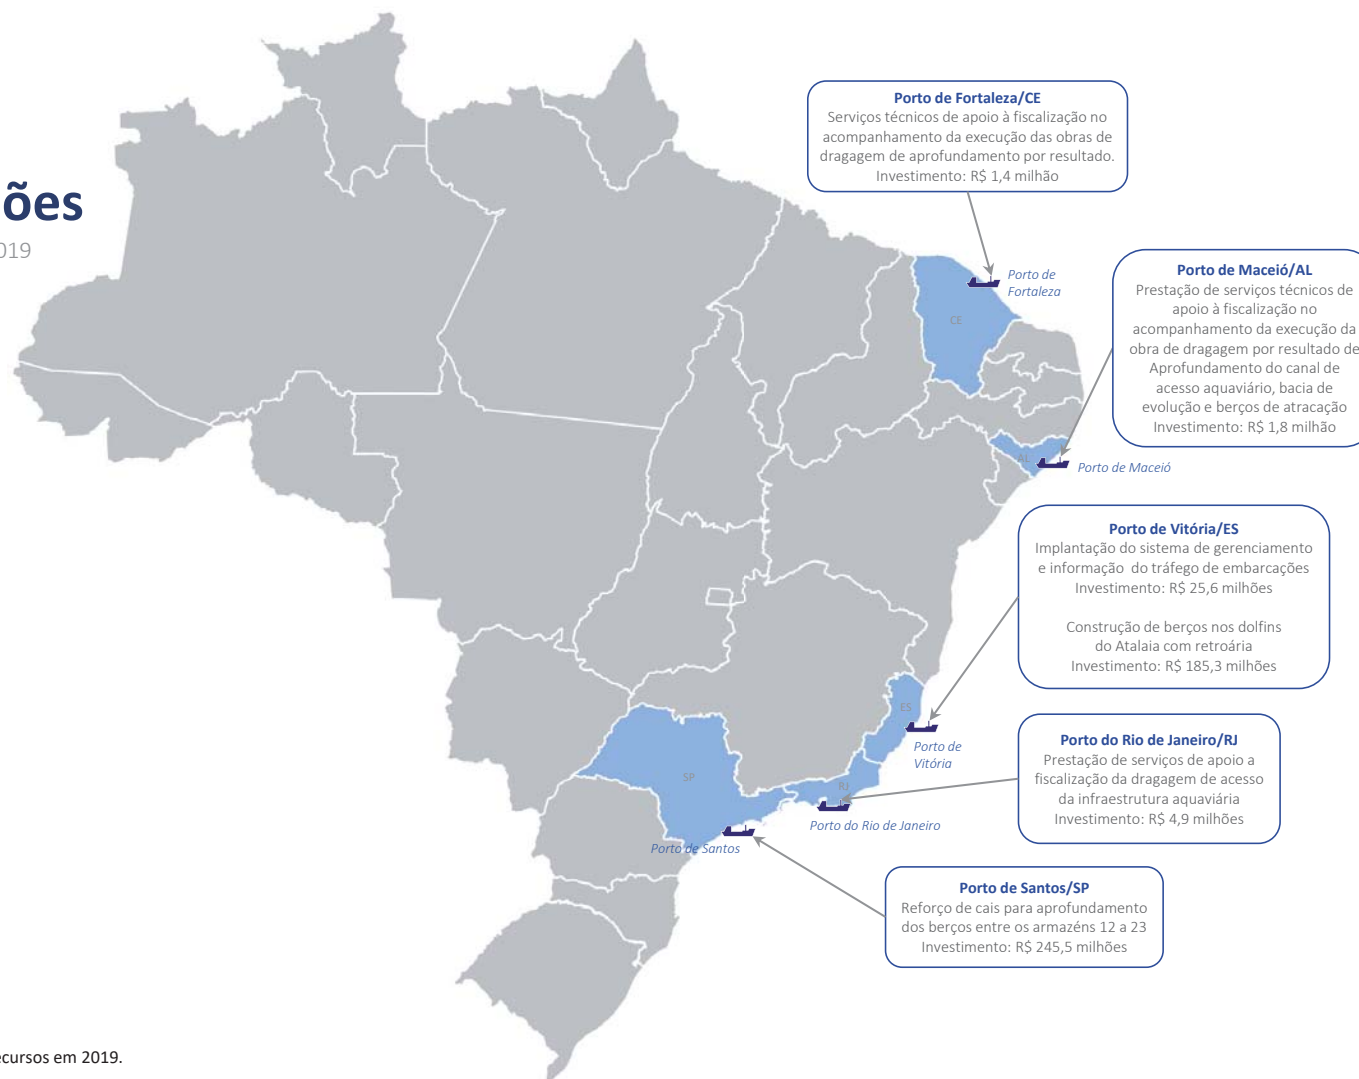 ões
019
Porto de Fortaleza/CE
Serviços técnicos de apoio à fiscalização no
acompanhamento da execução das obras de
dragagem de aprofundamento por resultado.
Investimento: R$ 1,4 milhão
Porto de
Fortaleza
CE
Porto de Maceió/AL
Prestação de serviços técnicos de
apoio à fiscalização no
acompanhamento da execução da
obra de dragagem por resultado de
Aprofundamento do canal de
acesso aquaviário, bacia de
evolução e berços de atracação
Investimento: R$ 1,8 milhão
AL
Porto de Maceió
Porto de Vitória/ES
Implantação do sistema de gerenciamento
e informação do tráfego de embarcações
Investimento: R$ 25,6 milhões
Construção de berços nos dolfins
do Atalaia com retroária
Investimento: R$ 185,3 milhões
ES
Porto de
Vitória
Porto do Rio de Janeiro/RJ
Prestação de serviços de apoio a
fiscalização da dragagem de acesso
da infraestrutura aquaviária
Investimento: R$ 4,9 milhões
SP
RJ
Porto do Rio de Janeiro
Porto de Santos
Porto de Santos/SP
Reforço de cais para aprofundamento
dos berços entre os armazéns 12 a 23
Investimento: R$ 245,5 milhões
ecursos em 2019.